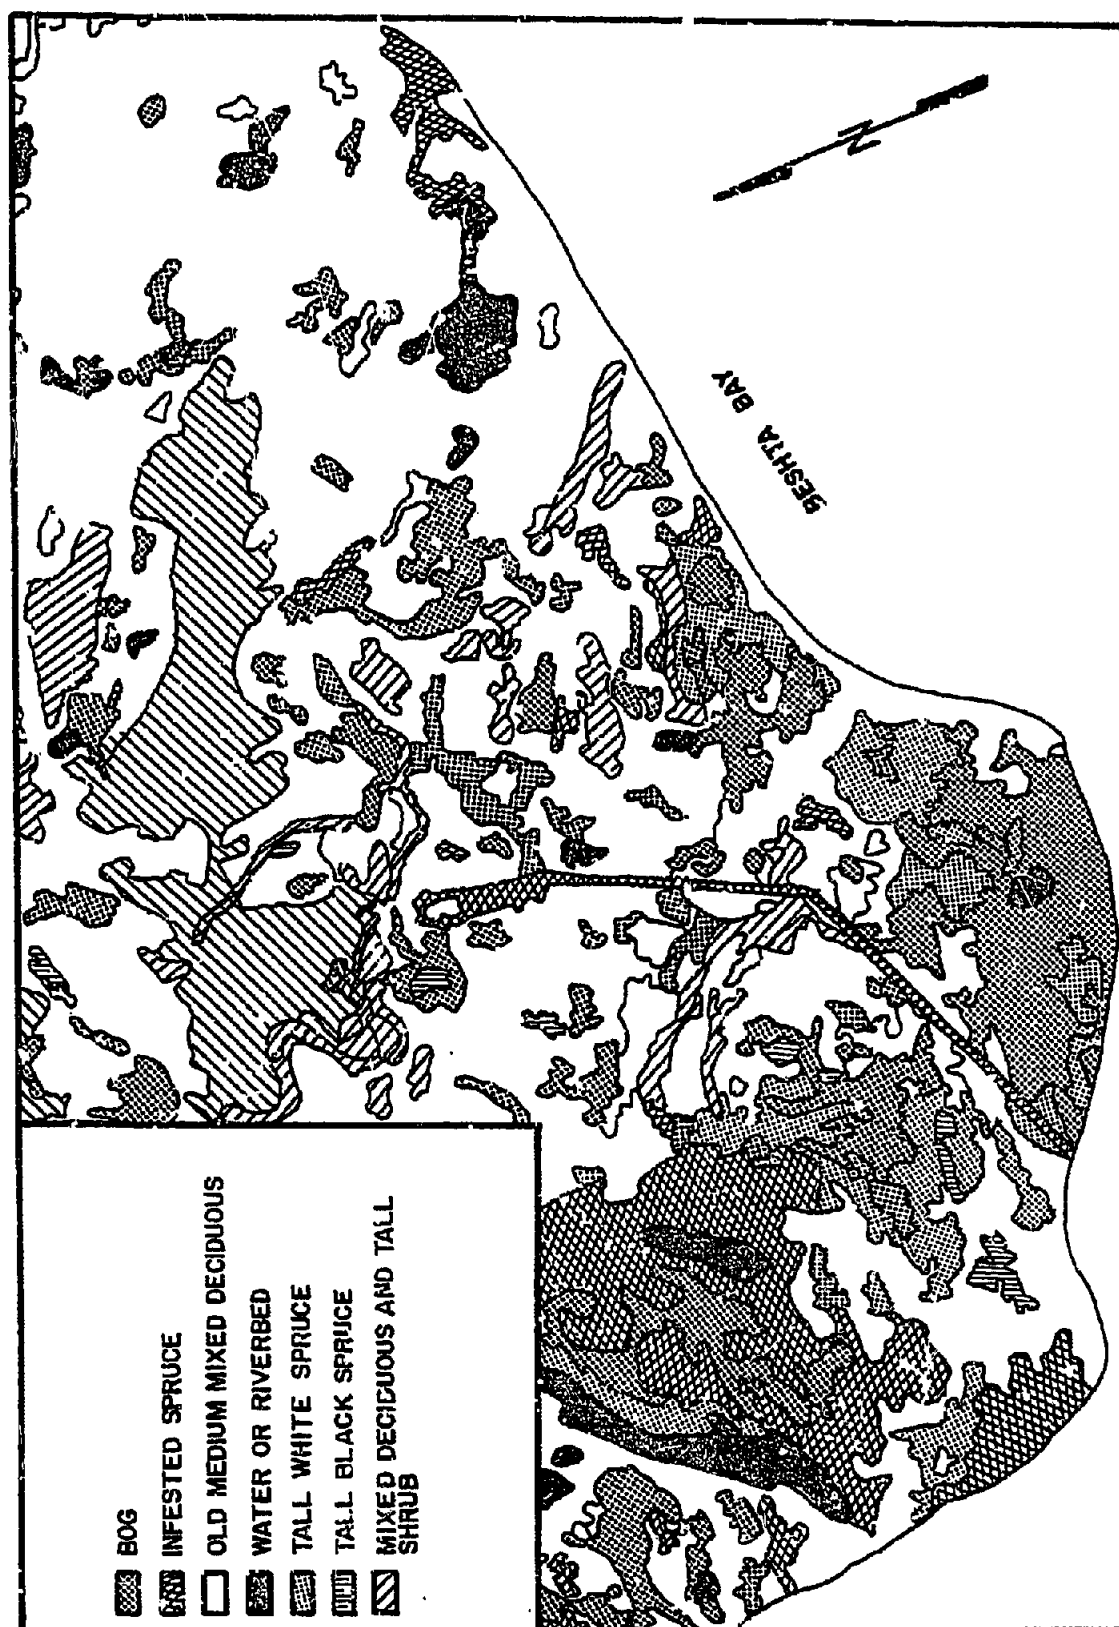 BESHTA BAY
BOG
INFESTED SPRUCE
OLD MEDIUM MIXED DECIDUOUS
WATER OR RIVERBED
TALL WHITE SPRUCE
TALL BLACK SPRUCE
MIXED DECIDUOUS AND TALL
SHRUB